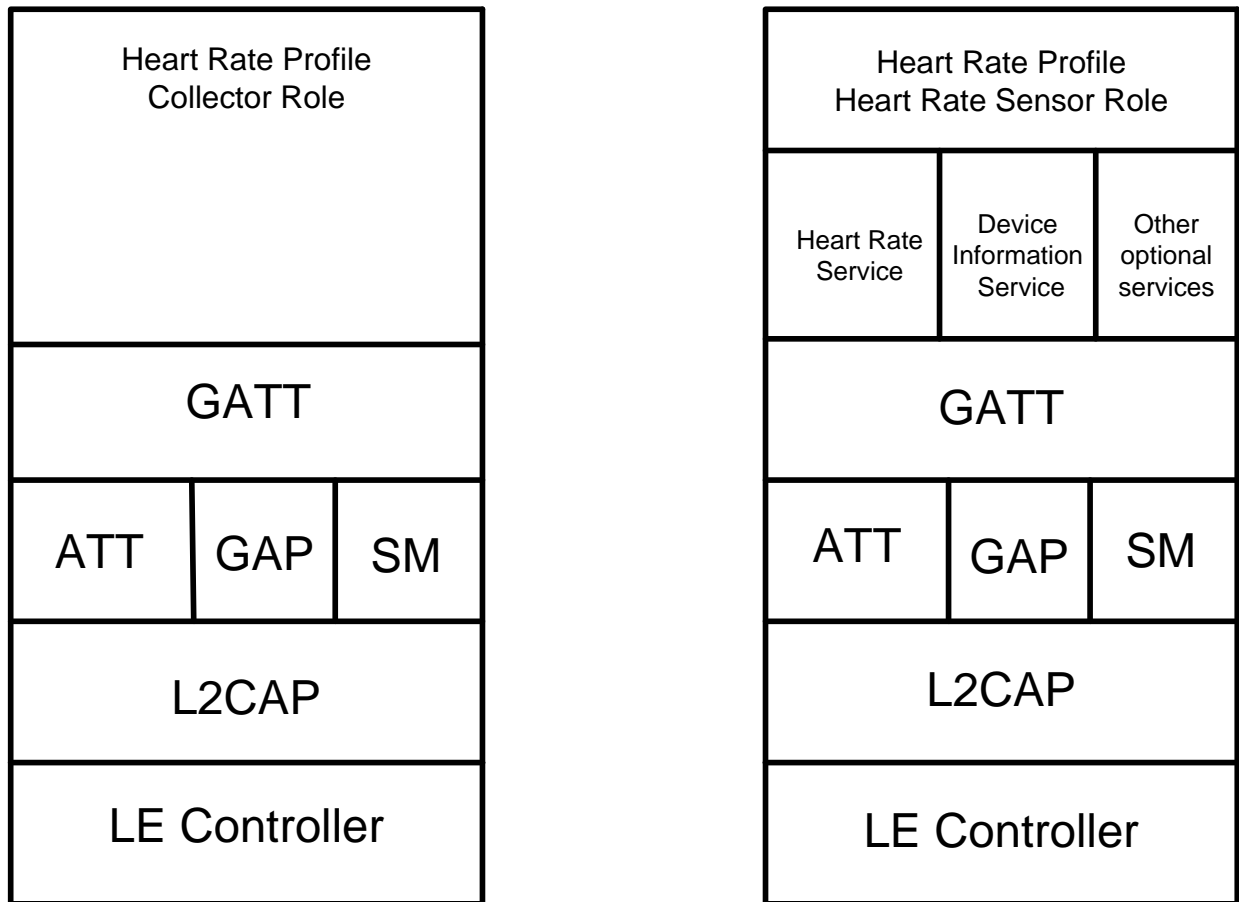 Heart Rate Profile
Collector Role
GATT
ATT
GAP
SM
L2CAP
LE Controller
Heart Rate Profile
Heart Rate Sensor Role
Heart Rate
Service
Device
Information
Service
Other
optional
services
GATT
ATT
GAP
SM
L2CAP
LE Controller